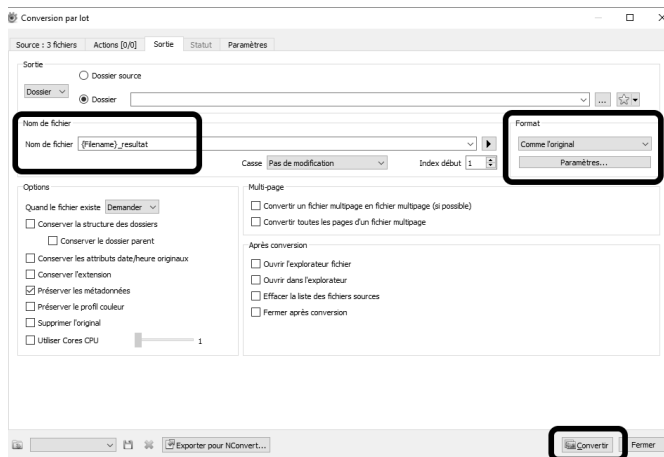 Conversion par lot
Source : 3 fichiers Actions [0/0] Sortie Statut Paramètres
Sortie
Dossier source
Dossier
Dossier ...
Nom de fichier
Nom de fichier {Filename}_resultat
Casse Pas de modification Index début 1
Format
Comme l'original
Paramètres...
Options
Quand le fichier existe Demander
Conserver la structure des dossiers
Conserver le dossier parent
Conserver les attributs date/heure originaux
Conserver l'extension
Préserver les métadonnées
Préserver le profil couleur
Supprimer l'original
Utiliser Cores CPU 1
Multi-page
Convertir un fichier multipage en fichier multipage (si possible)
Convertir toutes les pages d'un fichier multipage
Après conversion
Ouvrir l'explorateur fichier
Ouvrir dans l'explorateur
Effacer la liste des fichiers sources
Fermer après conversion
Exporter pour NConvert... Convertir Fermer